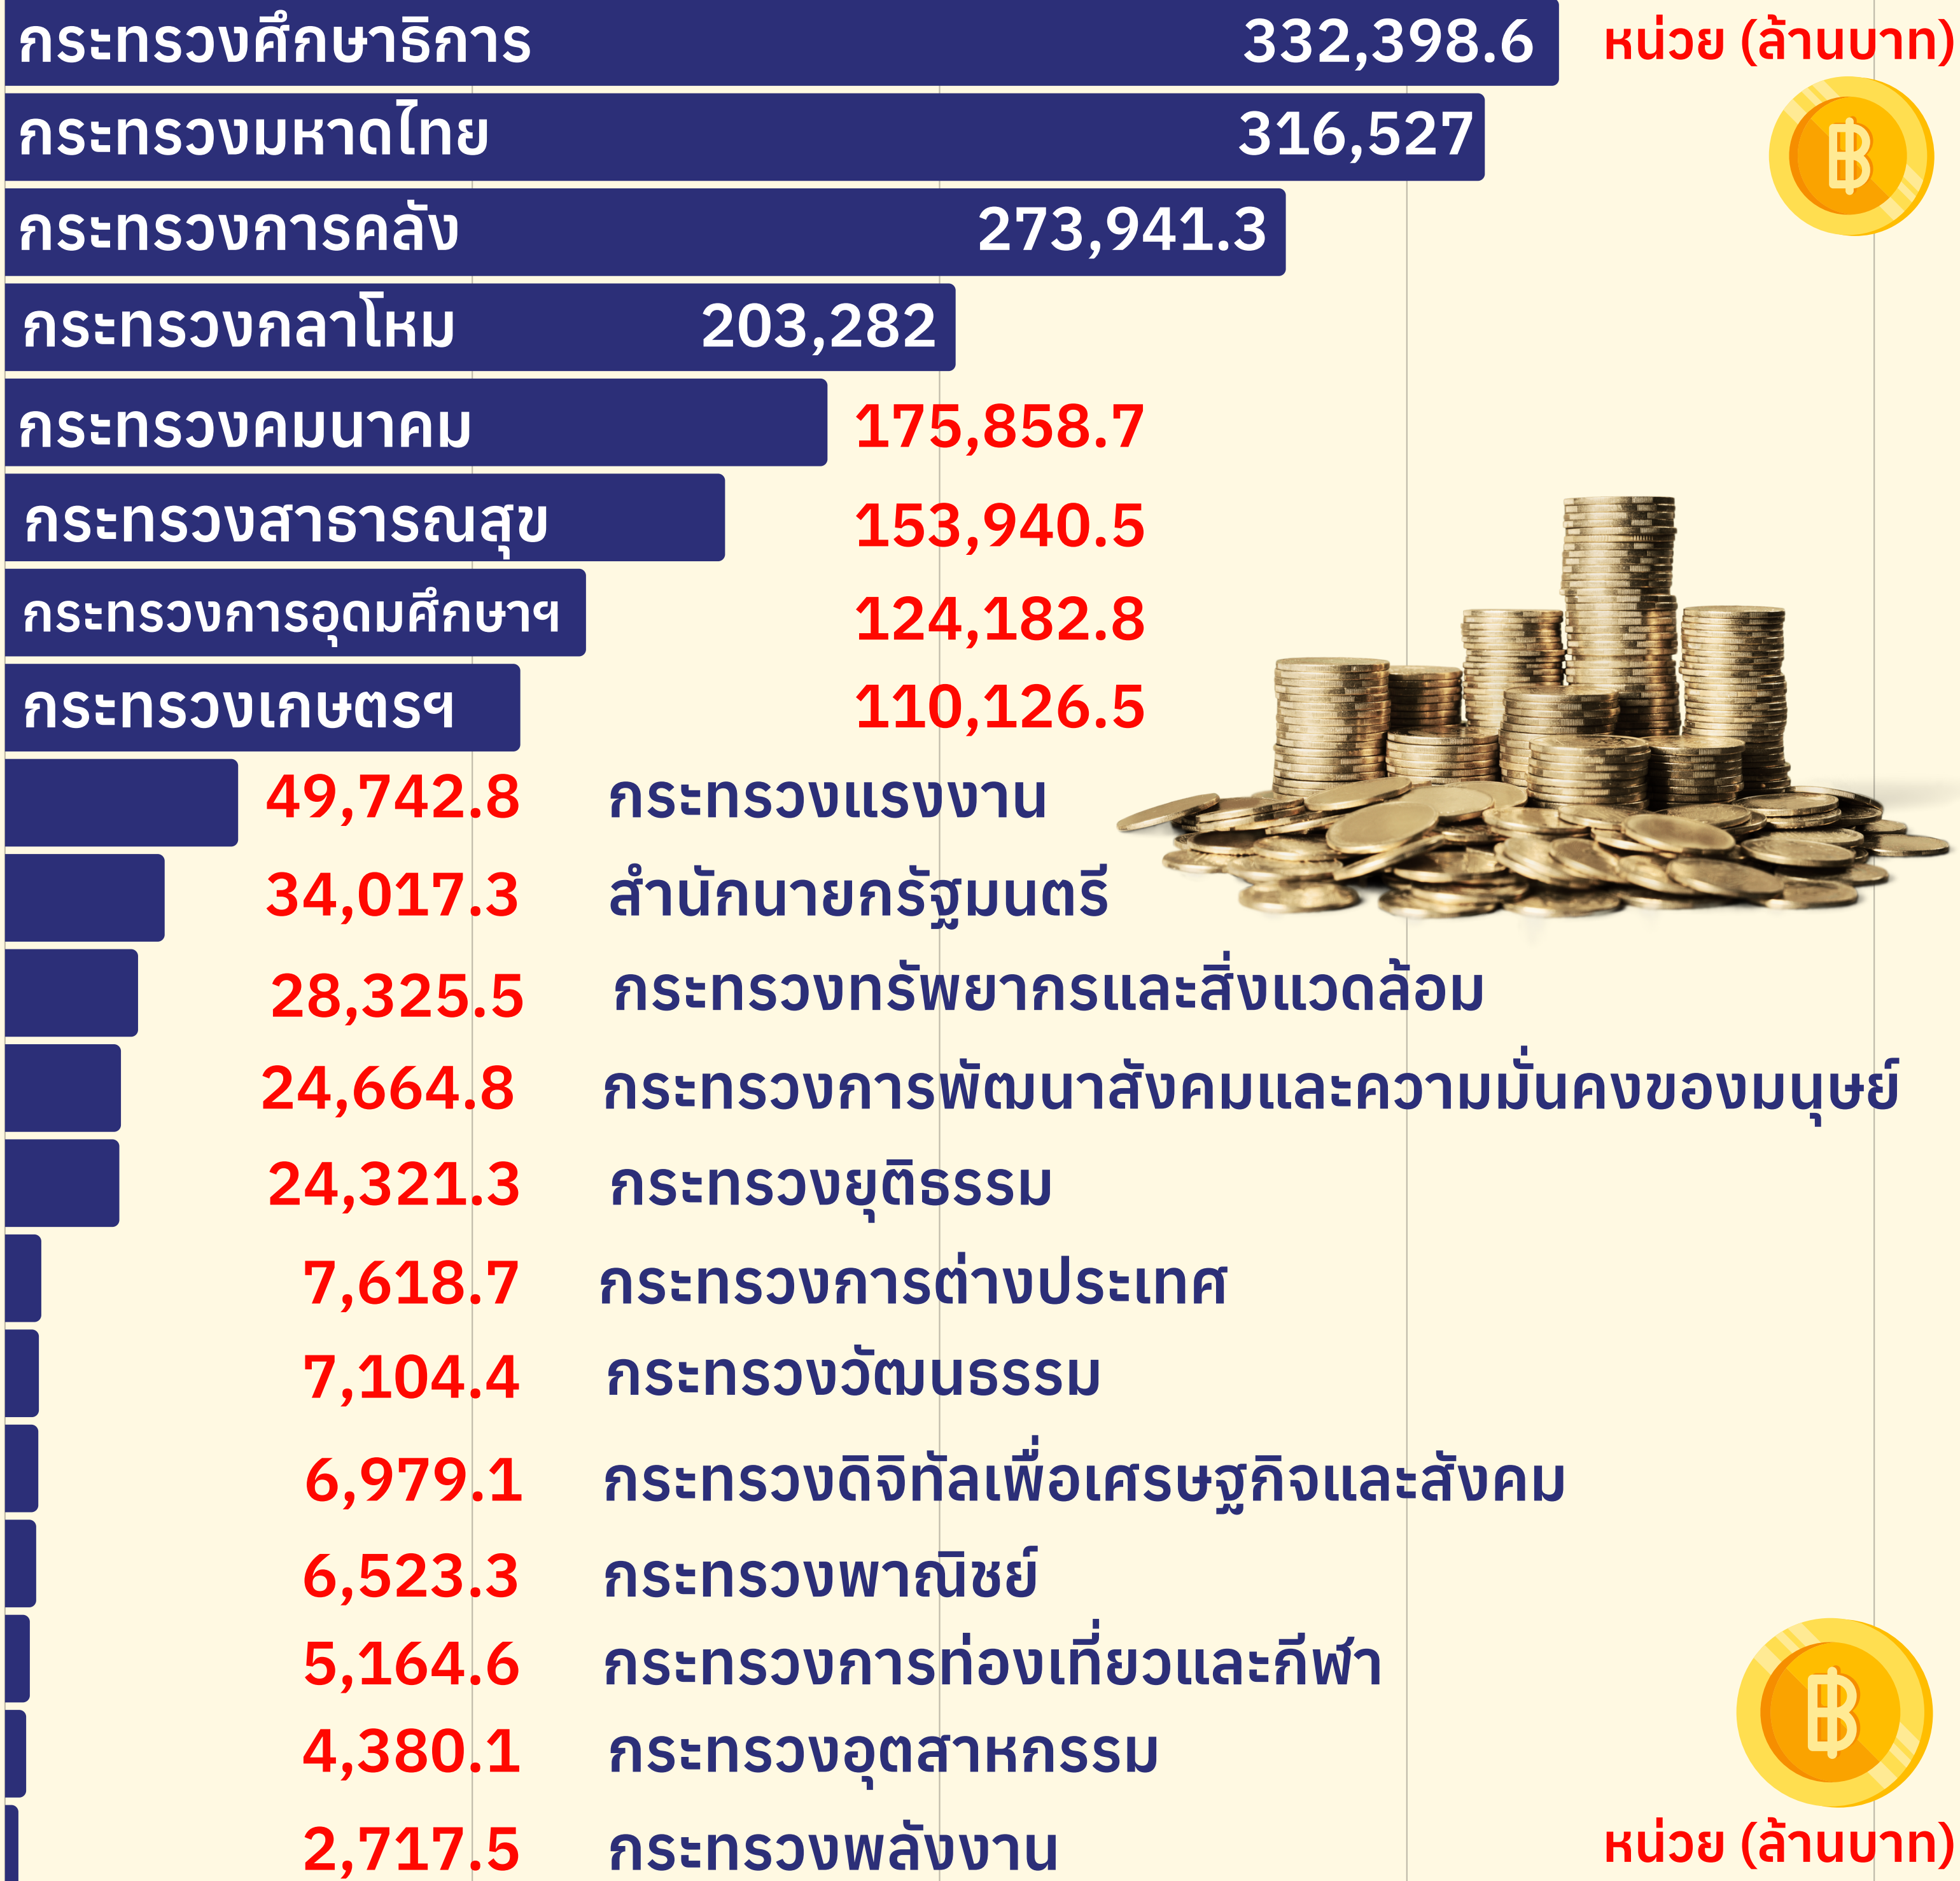 กระทรวงศึกษาธิการ 332,398.6 หน่วย (ล้านบาท)
กระทรวงมหาดไทย 316,527
กระทรวงการคลัง 273,941.3
กระทรวงกลาโหม 203,282
กระทรวงคมนาคม 175,858.7
กระทรวงสาธารณสุข 153,940.5
กระทรวงการอุดมศึกษาฯ 124,182.8
กระทรวงเกษตรฯ 110,126.5
49,742.8 กระทรวงแรงงาน
34,017.3 สำนักนายกรัฐมนตรี
28,325.5 กระทรวงทรัพยากรและสิ่งแวดล้อม
24,664.8 กระทรวงการพัฒนาสังคมและความมั่นคงของมนุษย์
24,321.3 กระทรวงยุติธรรม
7,618.7 กระทรวงการต่างประเทศ
7,104.4 กระทรวงวัฒนธรรม
6,979.1 กระทรวงดิจิทัลเพื่อเศรษฐกิจและสังคม
6,523.3 กระทรวงพาณิชย์
5,164.6 กระทรวงการท่องเที่ยวและกีฬา
4,380.1 กระทรวงอุตสาหกรรม
2,717.5 กระทรวงพลังงาน หน่วย (ล้านบาท)